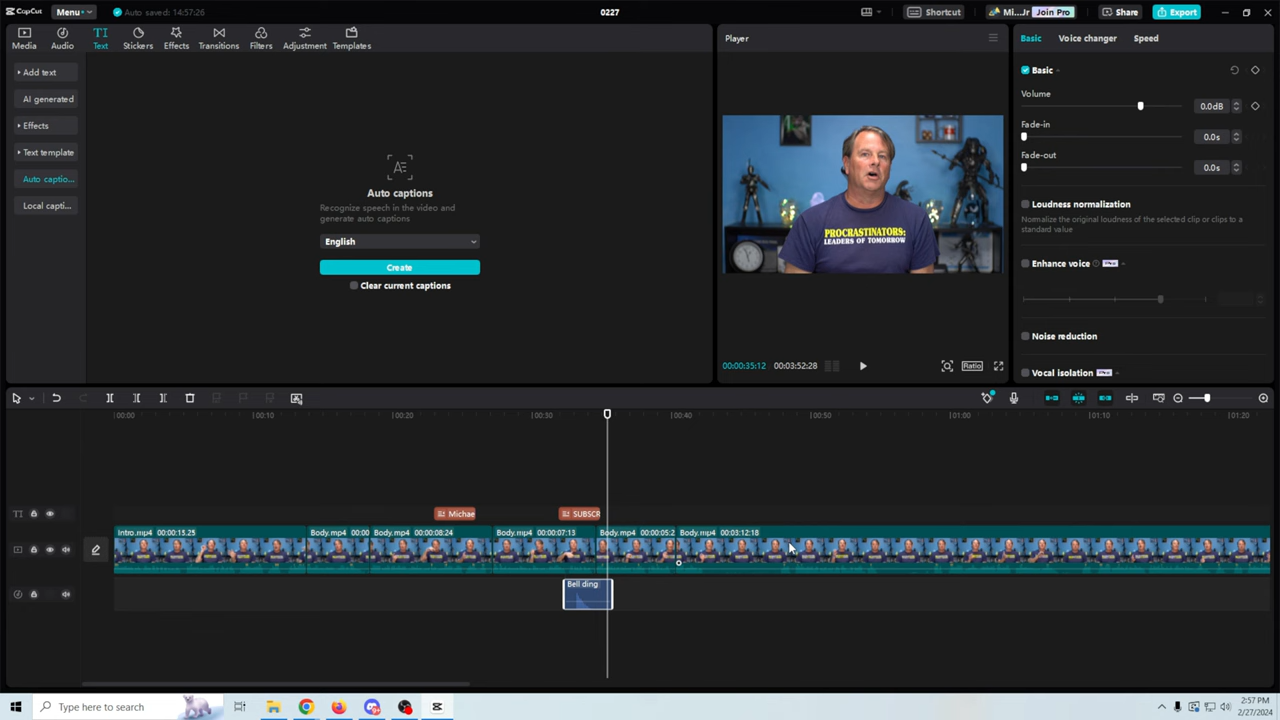 CapCut Menu Auto saved: 14:57:26 0227 Shortcut Mi...Jr Join Pro Share Export
Media Audio Text Stickers Effects Transitions Filters Adjustment Templates
Add text
AI generated
Effects
Text template
Auto captio...
Local capti...
Auto captions
Recognize speech in the video and
generate auto captions
English
Create
Clear current captions
Player
PROCRASTINATORS:
LEADERS OF TOMORROW
00:00:35:12 00:03:52:28 Ratio
Basic Voice changer Speed
Basic
Volume
0.0dB
Fade-in
0.0s
Fade-out
0.0s
Loudness normalization
Normalize the original loudness of the selected clip or clips to a
standard value
Enhance voice Pro
Noise reduction
Vocal isolation Pro
00:00 00:10 00:20 00:30 00:40 00:50 01:00 01:10 01:20
Michae SUBSCR
Intro.mp4 00:00:15.25 Body.mp4 00:00 Body.mp4 00:00:08:24 Body.mp4 00:00:07:13 Body.mp4 00:00:05:2 Body.mp4 00:03:12:18
Bell ding
Type here to search
2:57 PM
2/27/2024